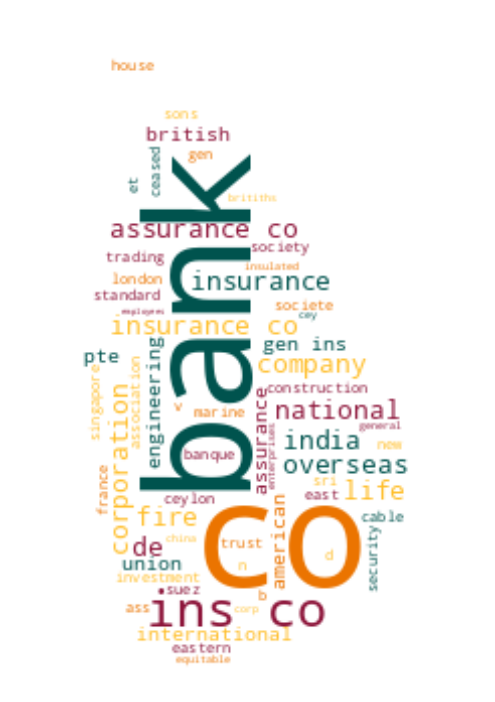 house
sons
british
gen
ceased
et
britiths
bank
assurance co
society
trading
insulated
london
insurance
standard
societe
employees
cey
insurance co
gen ins
pte
engineering
company
singapore
association
construction
corporation
v
marine
assurance
national
general
enterprises
india
new
banque
overseas
france
sri
life
ceylon
east
american
co
fire
cable
china
trust
de
d
security
union
n
investment
suez
b
ass
ins co
corp
international
eastern
equitable